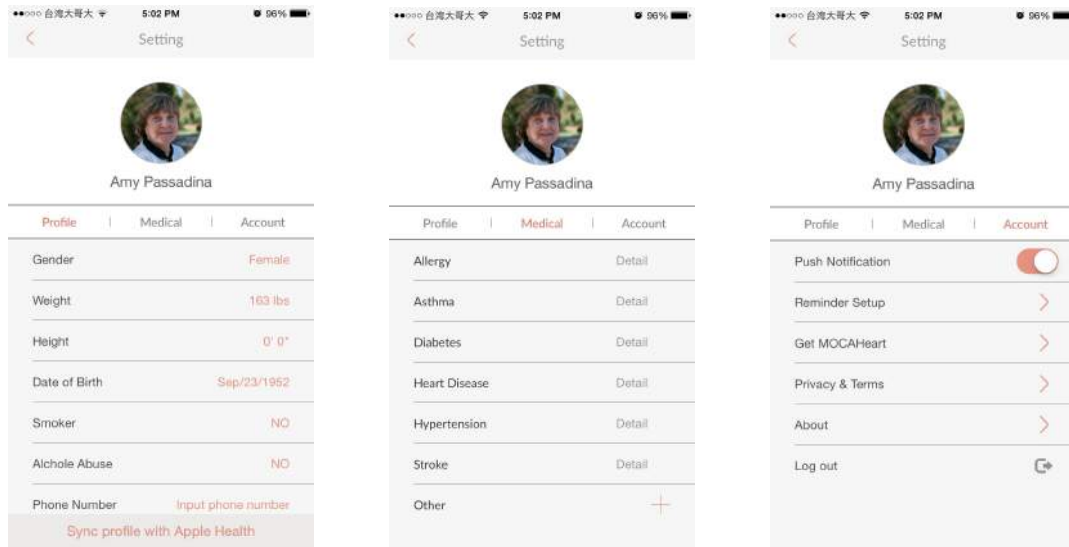 台湾大哥大 5:02 PM 96%
Setting
Amy Passadina
Profile | Medical | Account
Gender Female
Weight 163 lbs
Height 0' 0"
Date of Birth Sep/23/1952
Smoker NO
Alchole Abuse NO
Phone Number Input phone number
Sync profile with Apple Health
台湾大哥大 5:02 PM 96%
Setting
Amy Passadina
Profile | Medical | Account
Allergy Detail
Asthma Detail
Diabetes Detail
Heart Disease Detail
Hypertension Detail
Stroke Detail
Other
台湾大哥大 5:02 PM 96%
Setting
Amy Passadina
Profile | Medical | Account
Push Notification
Reminder Setup
Get MOCAHeart
Privacy & Terms
About
Log out